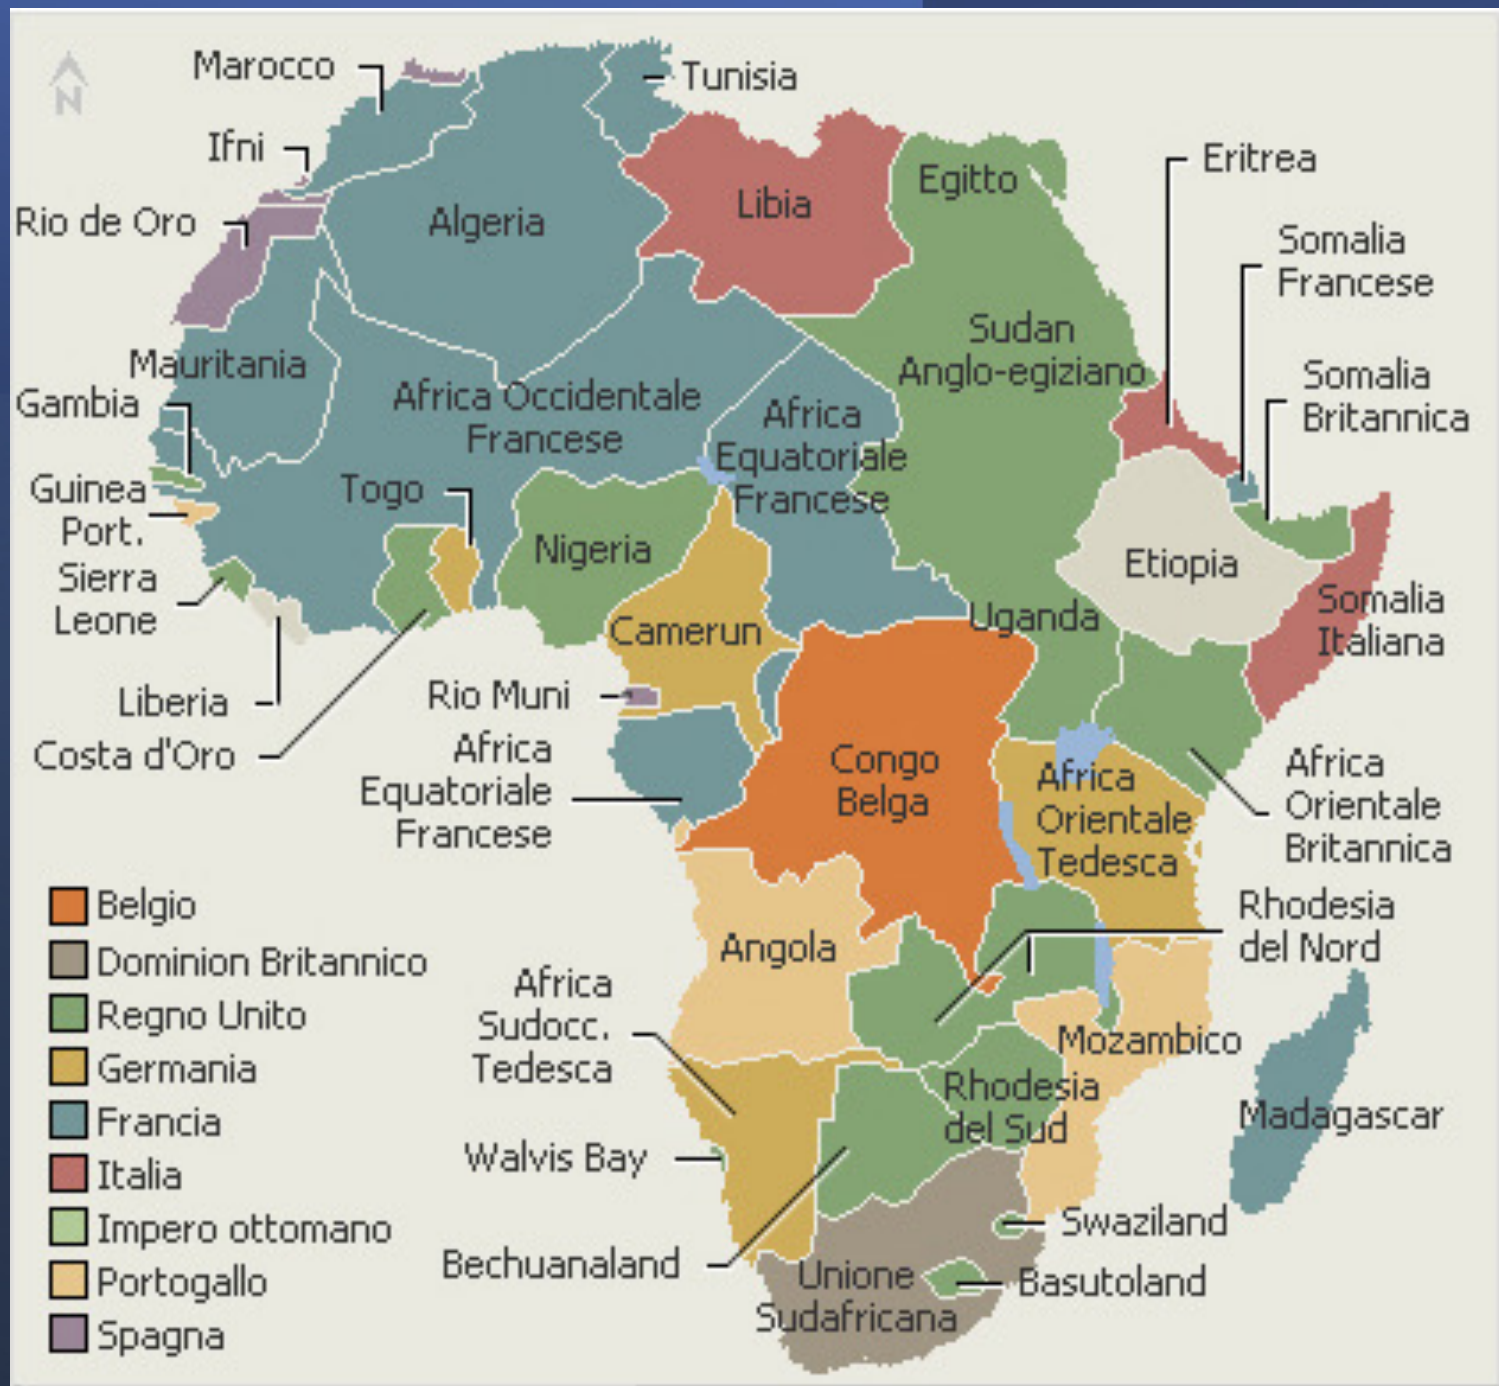 N
Marocco
Tunisia
Ifni
Eritrea
Egitto
Libia
Rio de Oro
Algeria
Somalia
Francese
Sudan
Anglo-egiziano
Mauritania
Somalia
Britannica
Gambia
Africa Occidentale
Francese
Africa
Equatoriale
Francese
Guinea
Port.
Togo
Nigeria
Etiopia
Sierra
Leone
Somalia
Italiana
Uganda
Camerun
Liberia
Rio Muni
Costa d'Oro
Africa
Equatoriale
Francese
Congo
Belga
Africa
Orientale
Tedesca
Africa
Orientale
Britannica
Rhodesia
del Nord
Angola
Africa
Sudocc.
Tedesca
Mozambico
Rhodesia
del Sud
Madagascar
Walvis Bay
Swaziland
Bechuanaland
Unione
Sudafricana
Basutoland
Belgio
Dominion Britannico
Regno Unito
Germania
Francia
Italia
Impero ottomano
Portogallo
Spagna